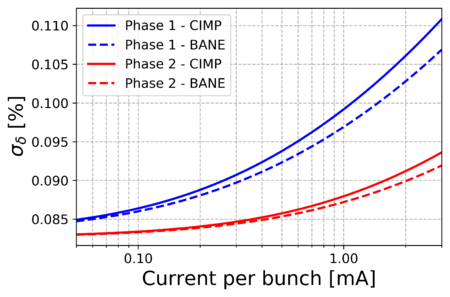 0.110
0.105
0.100
0.095
0.090
0.085
σδ [%]
Phase 1 - CIMP
Phase 1 - BANE
Phase 2 - CIMP
Phase 2 - BANE
0.10
1.00
Current per bunch [mA]